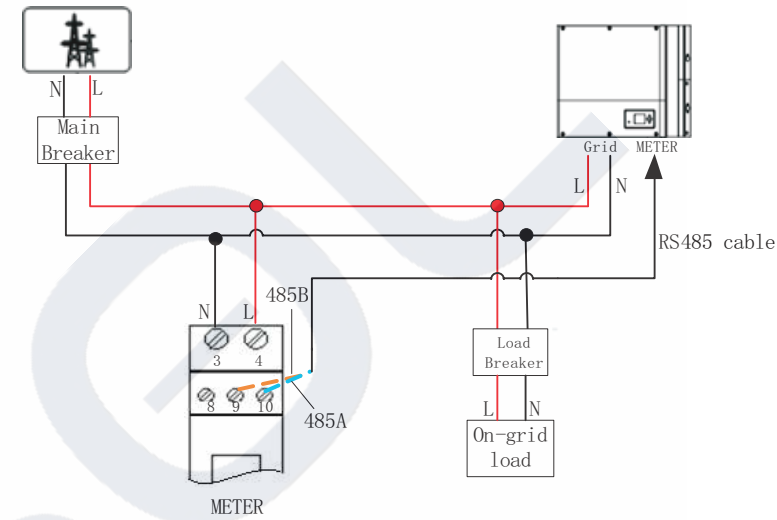 N L
Main
Breaker
Grid METER
L N
RS485 cable
N L
485B
3 4
8 9 10
485A
Load
Breaker
L N
On-grid
load
METER